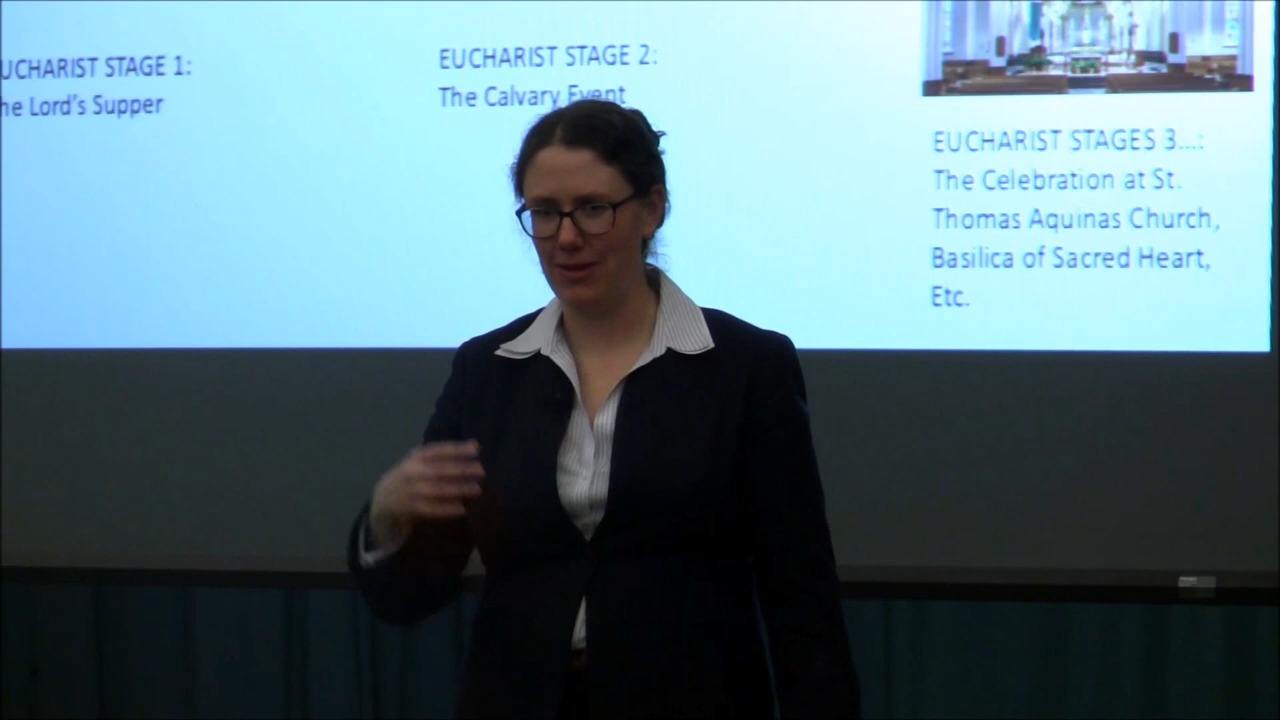 UCHARIST STAGE 1:
he Lord's Supper
EUCHARIST STAGE 2:
The Calvary Event
EUCHARIST STAGES 3...:
The Celebration at St.
Thomas Aquinas Church,
Basilica of Sacred Heart,
Etc.